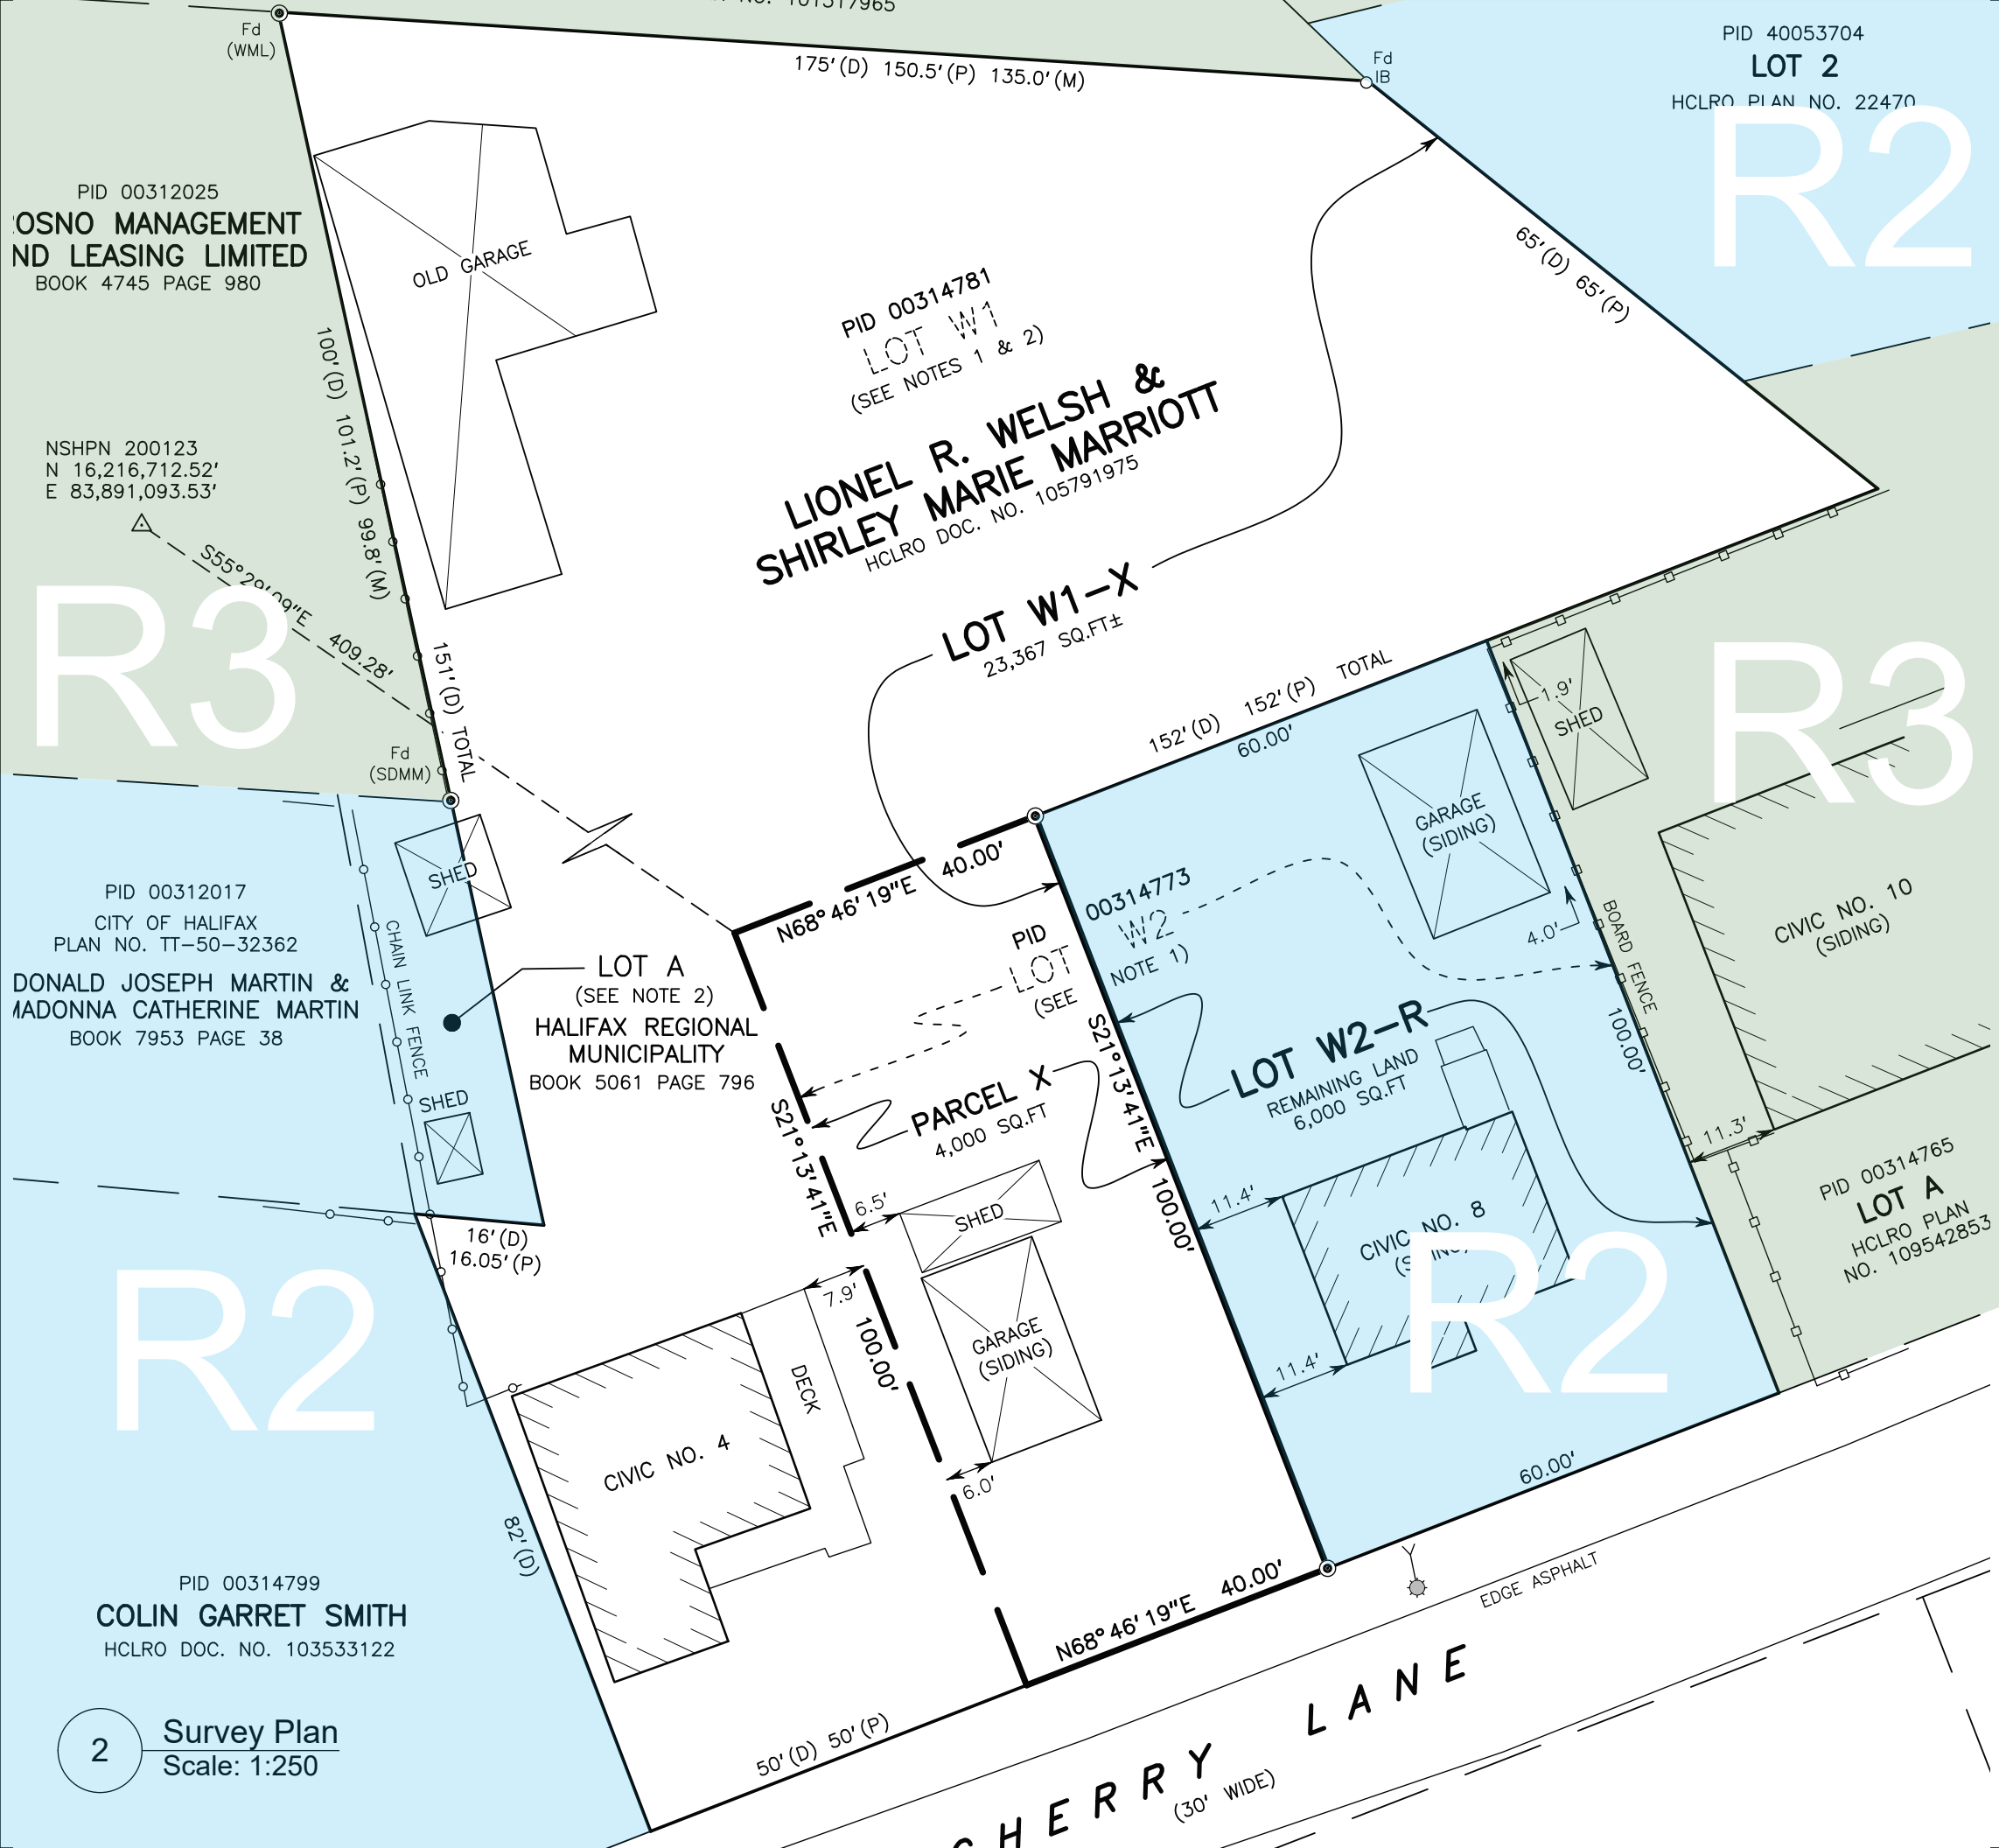 Fd
(WML)
175'(D) 150.5'(P) 135.0'(M)
Fd
IB
PID 40053704
LOT 2
HCLRO PLAN NO. 22470
R2
PID 00312025
OSNO MANAGEMENT
ND LEASING LIMITED
BOOK 4745 PAGE 980
OLD GARAGE
100'(D) 101.2'(P) 99.8'(M)
PID 00314781
LOT W1
(SEE NOTES 1 & 2)
LIONEL R. WELSH &
SHIRLEY MARIE MARRIOTT
HCLRO DOC. NO. 105791975
65'(D) 65'(P)
NSHPN 200123
N 16,216,712.52'
E 83,891,093.53'
S55°29'09"E 409.28'
R3
151'(D) TOTAL
Fd
(SDMM)
LOT W1-X
23,367 SQ.FT±
152'(D) 152'(P) TOTAL
60.00'
1.9'
SHED
R3
GARAGE
(SIDING)
4.0'
BOARD FENCE
100.00'
CIVIC NO. 10
(SIDING)
11.3'
PID 00314765
LOT A
HCLRO PLAN
NO. 109542853
N68°46'19"E 40.00'
PID 00314773
LOT W2
(SEE NOTE 1)
SHED
PID 00312017
CITY OF HALIFAX
PLAN NO. TT-50-32362
DONALD JOSEPH MARTIN &
MADONNA CATHERINE MARTIN
BOOK 7953 PAGE 38
CHAIN LINK FENCE
SHED
LOT A
(SEE NOTE 2)
HALIFAX REGIONAL
MUNICIPALITY
BOOK 5061 PAGE 796
S21°13'41"E 100.00'
PARCEL X
4,000 SQ.FT
S21°13'41"E 100.00'
LOT W2-R
REMAINING LAND
6,000 SQ.FT
11.4'
CIVIC NO. 8
R2
11.4'
16'(D)
16.05'(P)
6.5'
SHED
7.9'
DECK
GARAGE
(SIDING)
6.0'
CIVIC NO. 4
R2
82'(D)
PID 00314799
COLIN GARRET SMITH
HCLRO DOC. NO. 103533122
60.00'
N68°46'19"E 40.00'
EDGE ASPHALT
50'(D) 50'(P)
HERRY LANE
(30' WIDE)
2
Survey Plan
Scale: 1:250